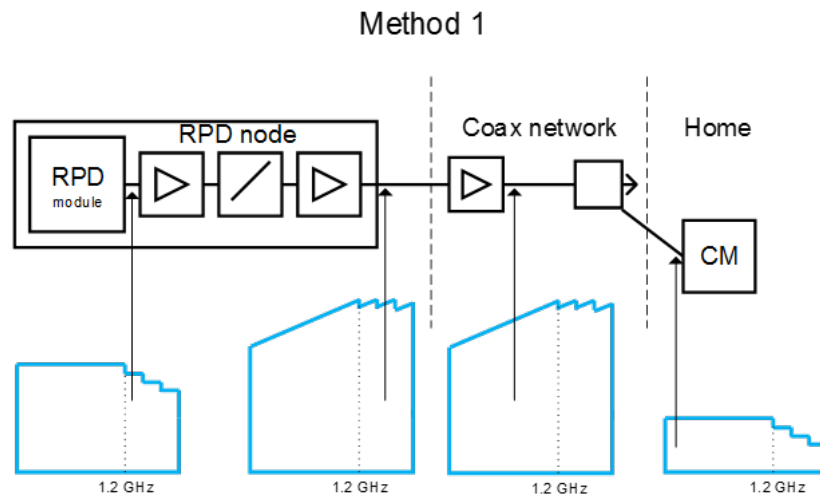 Method 1
RPD node
Coax network
Home
RPD
module
CM
1.2 GHz
1.2 GHz
1.2 GHz
1.2 GHz